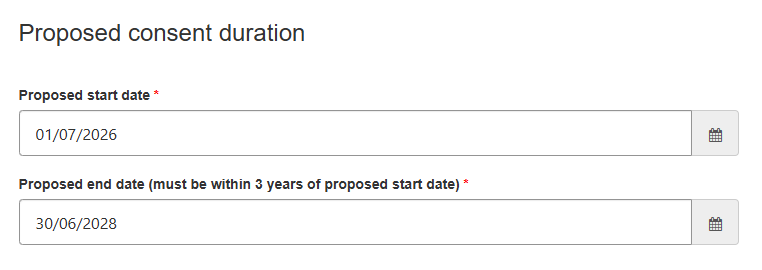 Proposed consent duration
Proposed start date *
01/07/2026
Proposed end date (must be within 3 years of proposed start date) *
30/06/2028